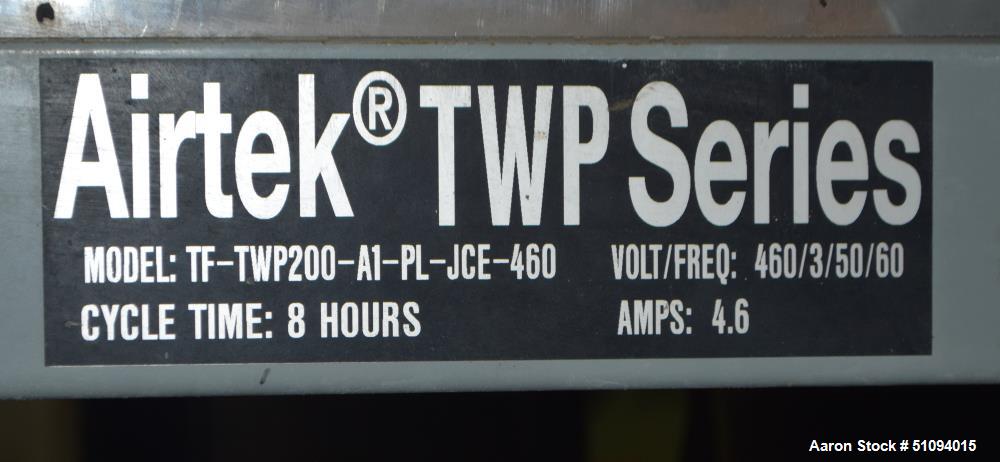 Airtek® TWP Series
MODEL: TF-TWP200-A1-PL-JCE-460 VOLT/FREQ: 460/3/50/60
CYCLE TIME: 8 HOURS AMPS: 4.6
Aaron Stock # 51094015